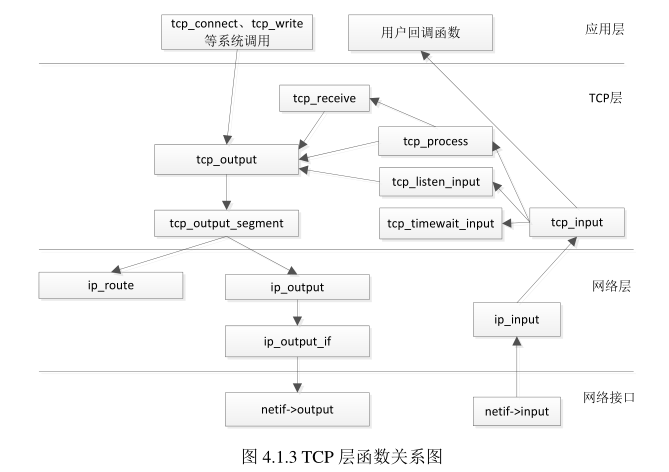 tcp_connect、tcp_write
等系统调用
用户回调函数
应用层
TCP层
tcp_receive
tcp_process
tcp_output
tcp_listen_input
tcp_output_segment
tcp_timewait_input
tcp_input
网络层
ip_route
ip_output
ip_input
ip_output_if
网络接口
netif->output
netif->input
图 4.1.3 TCP 层函数关系图